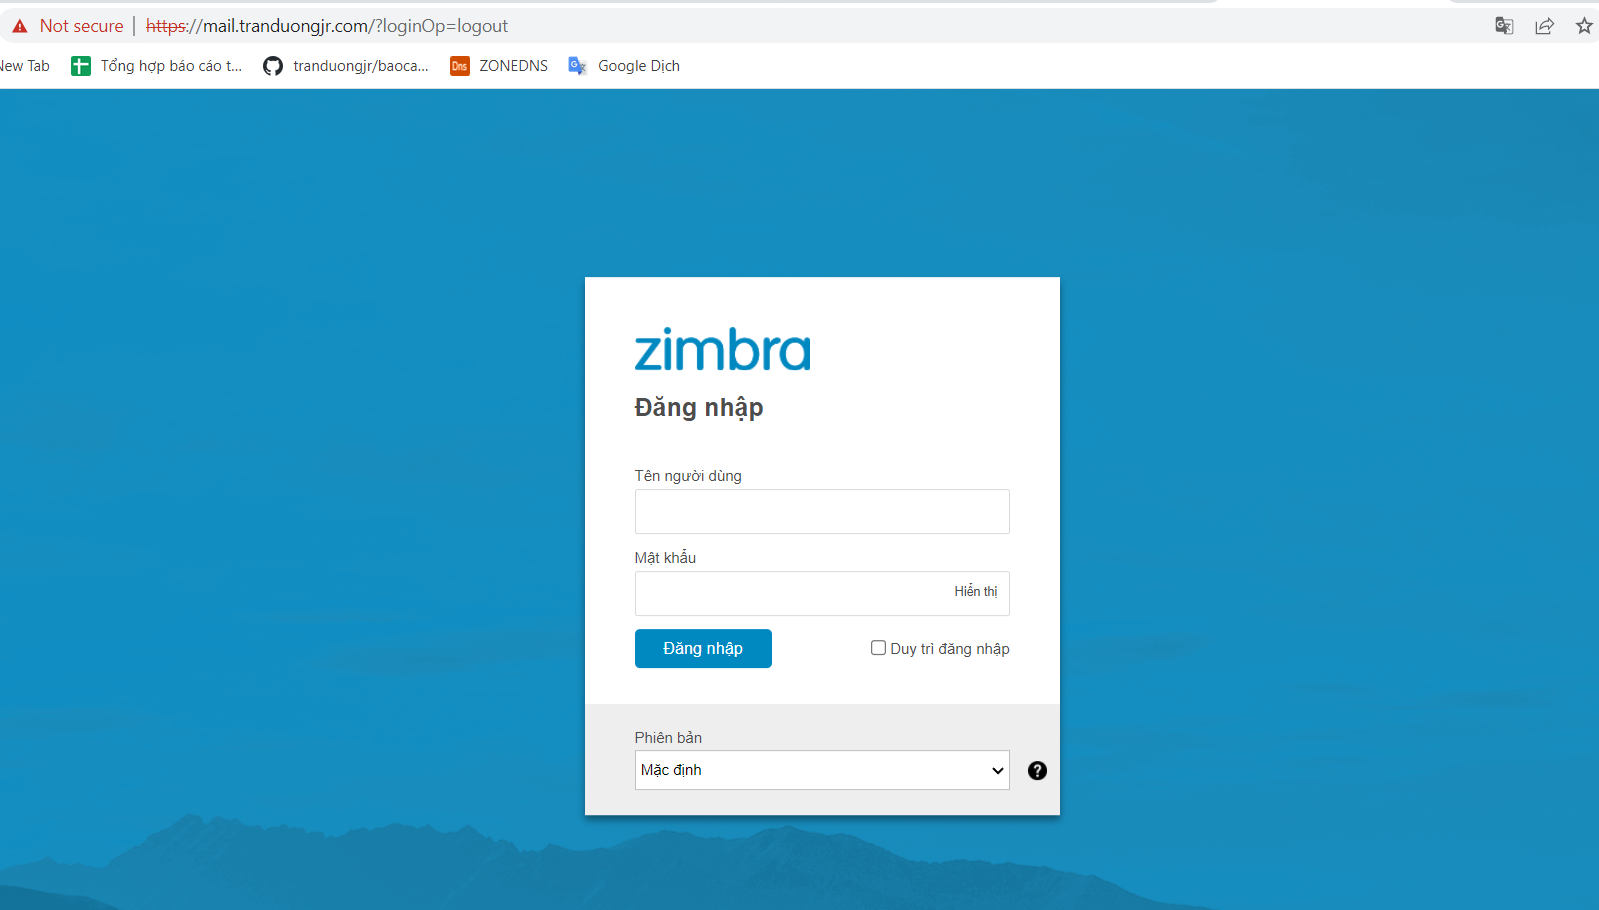 Not secure | https://mail.tranduongjr.com/?loginOp=logout
New Tab Tổng hợp báo cáo t... tranduongjr/baoca... Dns ZONEDNS Google Dịch
zimbra
Đăng nhập
Tên người dùng
Mật khẩu
Hiển thị
Đăng nhập Duy trì đăng nhập
Phiên bản
Mặc định ?